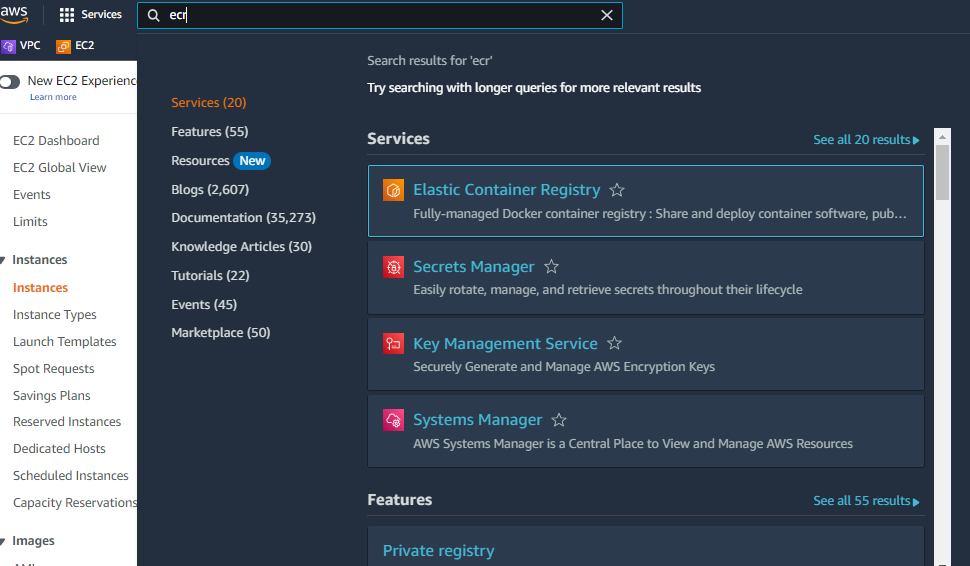 aws
Services
ecr
VPC
EC2
New EC2 Experienc
Learn more
EC2 Dashboard
EC2 Global View
Events
Limits
Instances
Instances
Instance Types
Launch Templates
Spot Requests
Savings Plans
Reserved Instances
Dedicated Hosts
Scheduled Instances
Capacity Reservations
Images
Search results for 'ecr'
Try searching with longer queries for more relevant results
Services (20)
Features (55)
Resources New
Blogs (2,607)
Documentation (35,273)
Knowledge Articles (30)
Tutorials (22)
Events (45)
Marketplace (50)
Services
See all 20 results
Elastic Container Registry
Fully-managed Docker container registry : Share and deploy container software, pub...
Secrets Manager
Easily rotate, manage, and retrieve secrets throughout their lifecycle
Key Management Service
Securely Generate and Manage AWS Encryption Keys
Systems Manager
AWS Systems Manager is a Central Place to View and Manage AWS Resources
Features
See all 55 results
Private registry